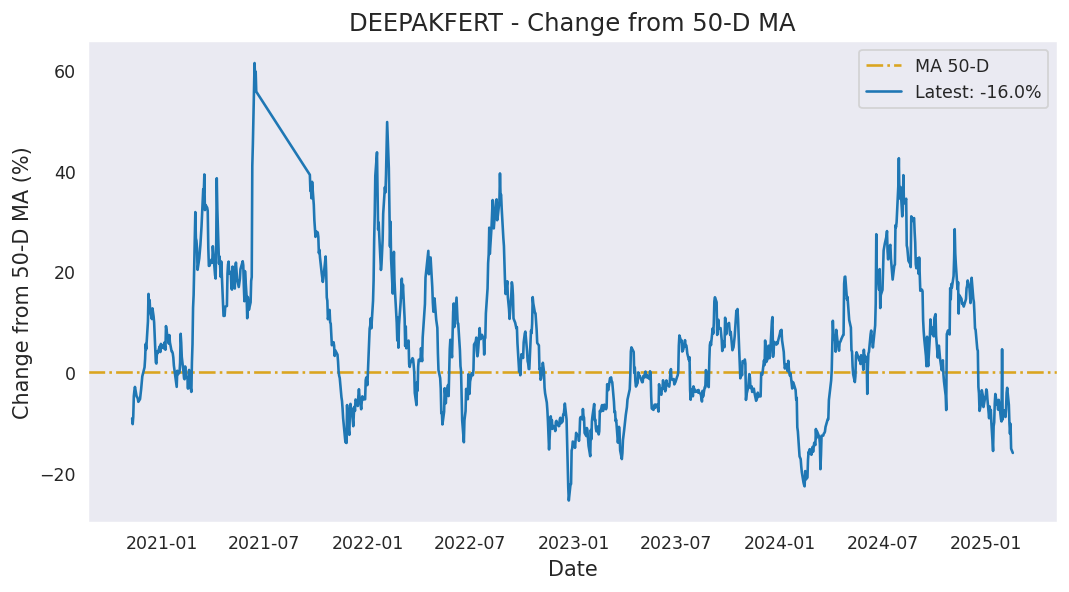 DEEPAKFERT - Change from 50-D MA
MA 50-D
Latest: -16.0%
Change from 50-D MA (%)
60
40
20
0
−20
2021-01 2021-07 2022-01 2022-07 2023-01 2023-07 2024-01 2024-07 2025-01
Date